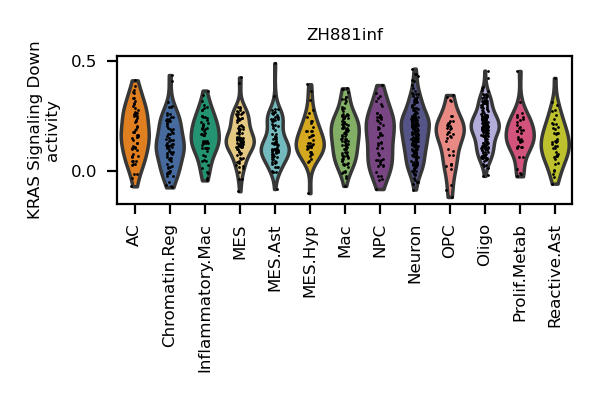 ZH881inf
KRAS Signaling Down
activity
0.5
0.0
AC
Chromatin.Reg
Inflammatory.Mac
MES
MES.Ast
MES.Hyp
Mac
NPC
Neuron
OPC
Oligo
Prolif.Metab
Reactive.Ast